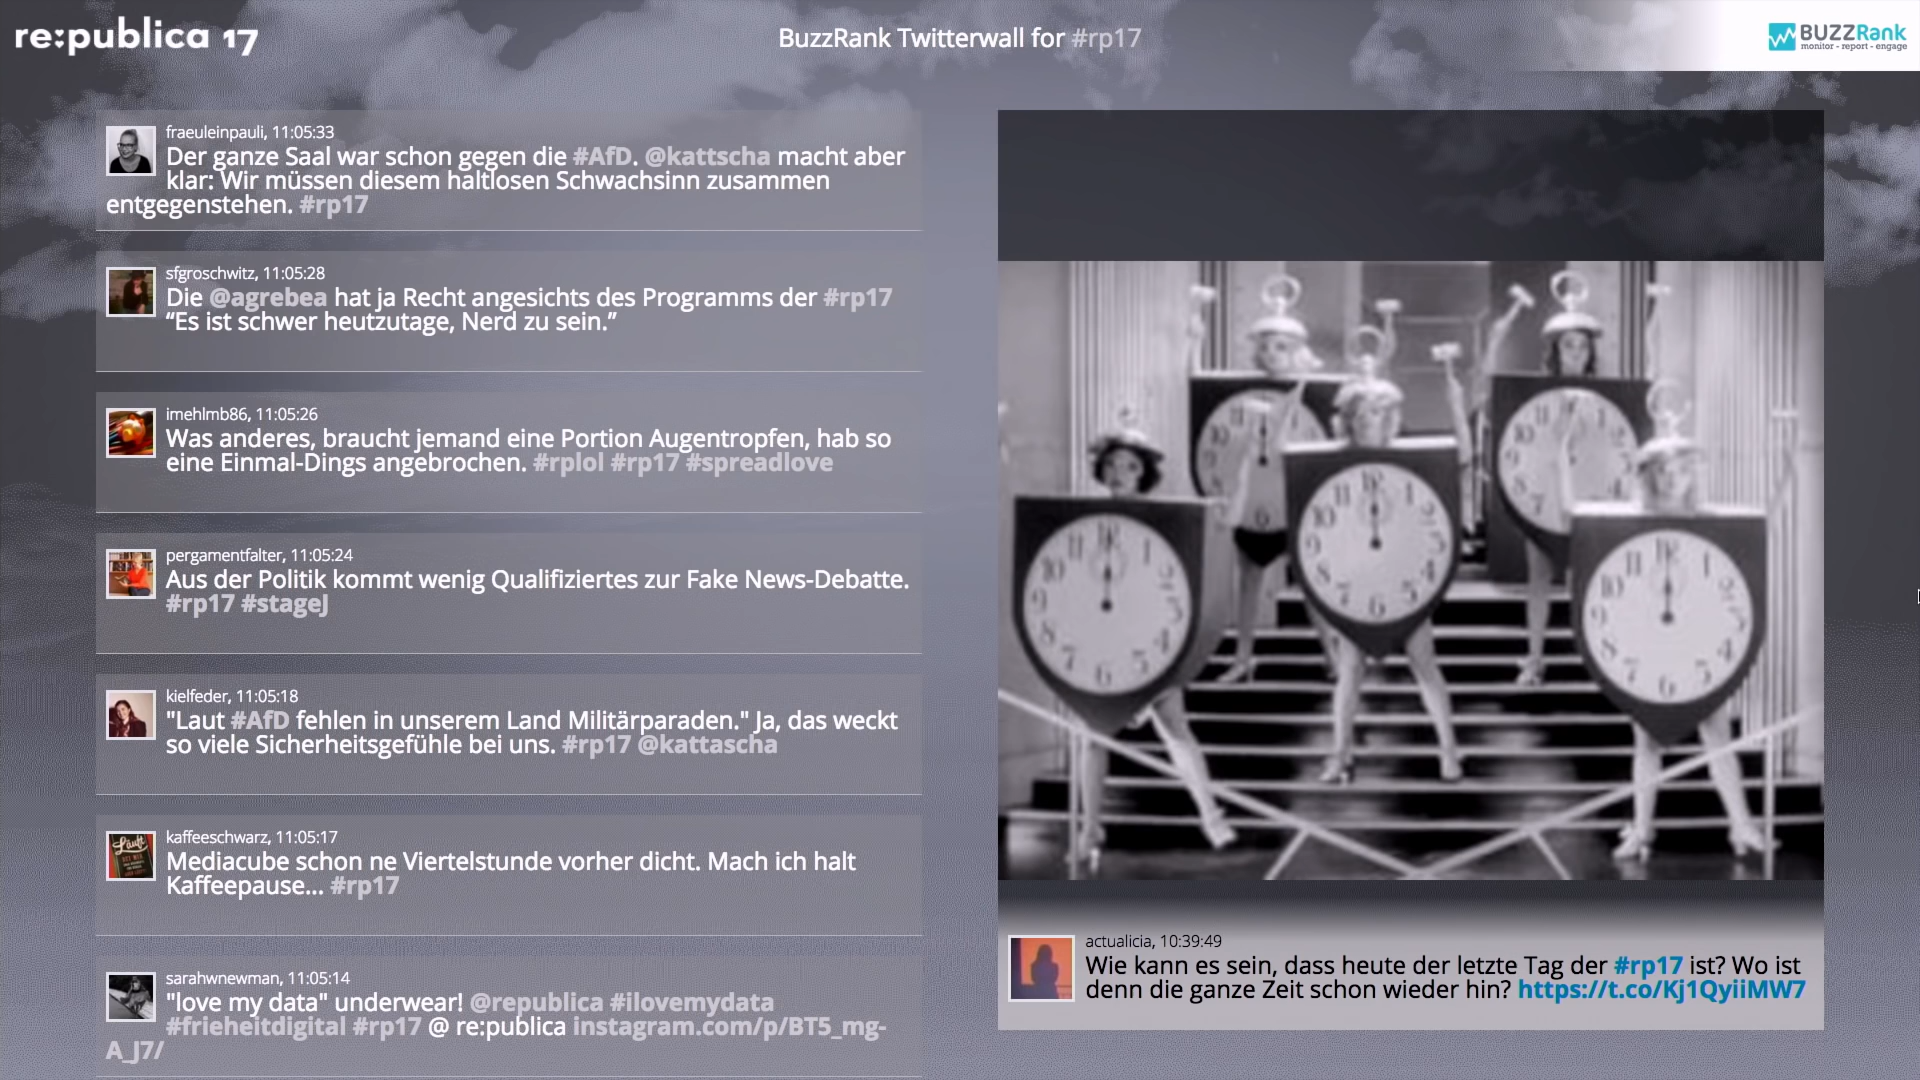 re:publica 17
BuzzRank Twitterwall for #rp17
BUZZRank
monitor - report - engage
fraeuleinpauli, 11:05:33
Der ganze Saal war schon gegen die #AfD. @kattscha macht aber
klar: Wir müssen diesem haltlosen Schwachsinn zusammen
entgegenstehen. #rp17
sfgroschwitz, 11:05:28
Die @agrebea hat ja Recht angesichts des Programms der #rp17
“Es ist schwer heutzutage, Nerd zu sein.”
imehlmb86, 11:05:26
Was anderes, braucht jemand eine Portion Augentropfen, hab so
eine Einmal-Dings angebrochen. #rplol #rp17 #spreadlove
pergamentfalter, 11:05:24
Aus der Politik kommt wenig Qualifiziertes zur Fake News-Debatte.
#rp17 #stageJ
kielfeder, 11:05:18
"Laut #AfD fehlen in unserem Land Militärparaden." Ja, das weckt
so viele Sicherheitsgefühle bei uns. #rp17 @kattascha
kaffeeschwarz, 11:05:17
Läuft
Mediacube schon ne Viertelstunde vorher dicht. Mach ich halt
Kaffeepause... #rp17
sarahwnewman, 11:05:14
"love my data" underwear! @republica #ilovemydata
#frieheitdigital #rp17 @ re:publica instagram.com/p/BT5_mg-
A_J7/
actualicia, 10:39:49
Wie kann es sein, dass heute der letzte Tag der #rp17 ist? Wo ist
denn die ganze Zeit schon wieder hin? https://t.co/Kj1QyiiMW7